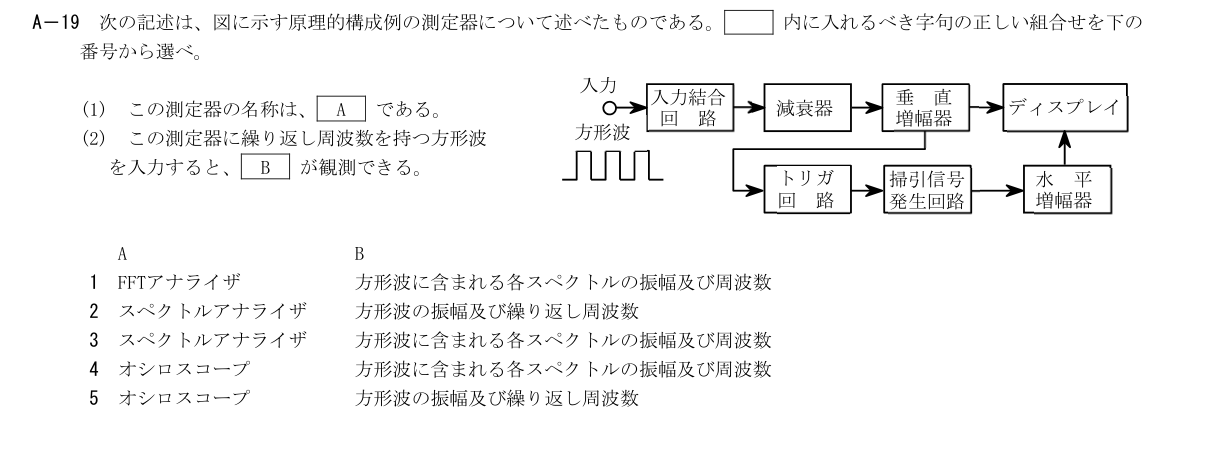 A－19 次の記述は、図に示す原理的構成例の測定器について述べたものである。 内に入れるべき字句の正しい組合せを下の
番号から選べ。
(1) この測定器の名称は、 A である。
(2) この測定器に繰り返し周波数を持つ方形波
を入力すると、 B が観測できる。
入力
方形波
入力結合
回 路
減衰器
垂 直
増幅器
ディスプレイ
トリガ
回 路
掃引信号
発生回路
水 平
増幅器
A B
1 FFTアナライザ 方形波に含まれる各スペクトルの振幅及び周波数
2 スペクトルアナライザ 方形波の振幅及び繰り返し周波数
3 スペクトルアナライザ 方形波に含まれる各スペクトルの振幅及び周波数
4 オシロスコープ 方形波に含まれる各スペクトルの振幅及び周波数
5 オシロスコープ 方形波の振幅及び繰り返し周波数